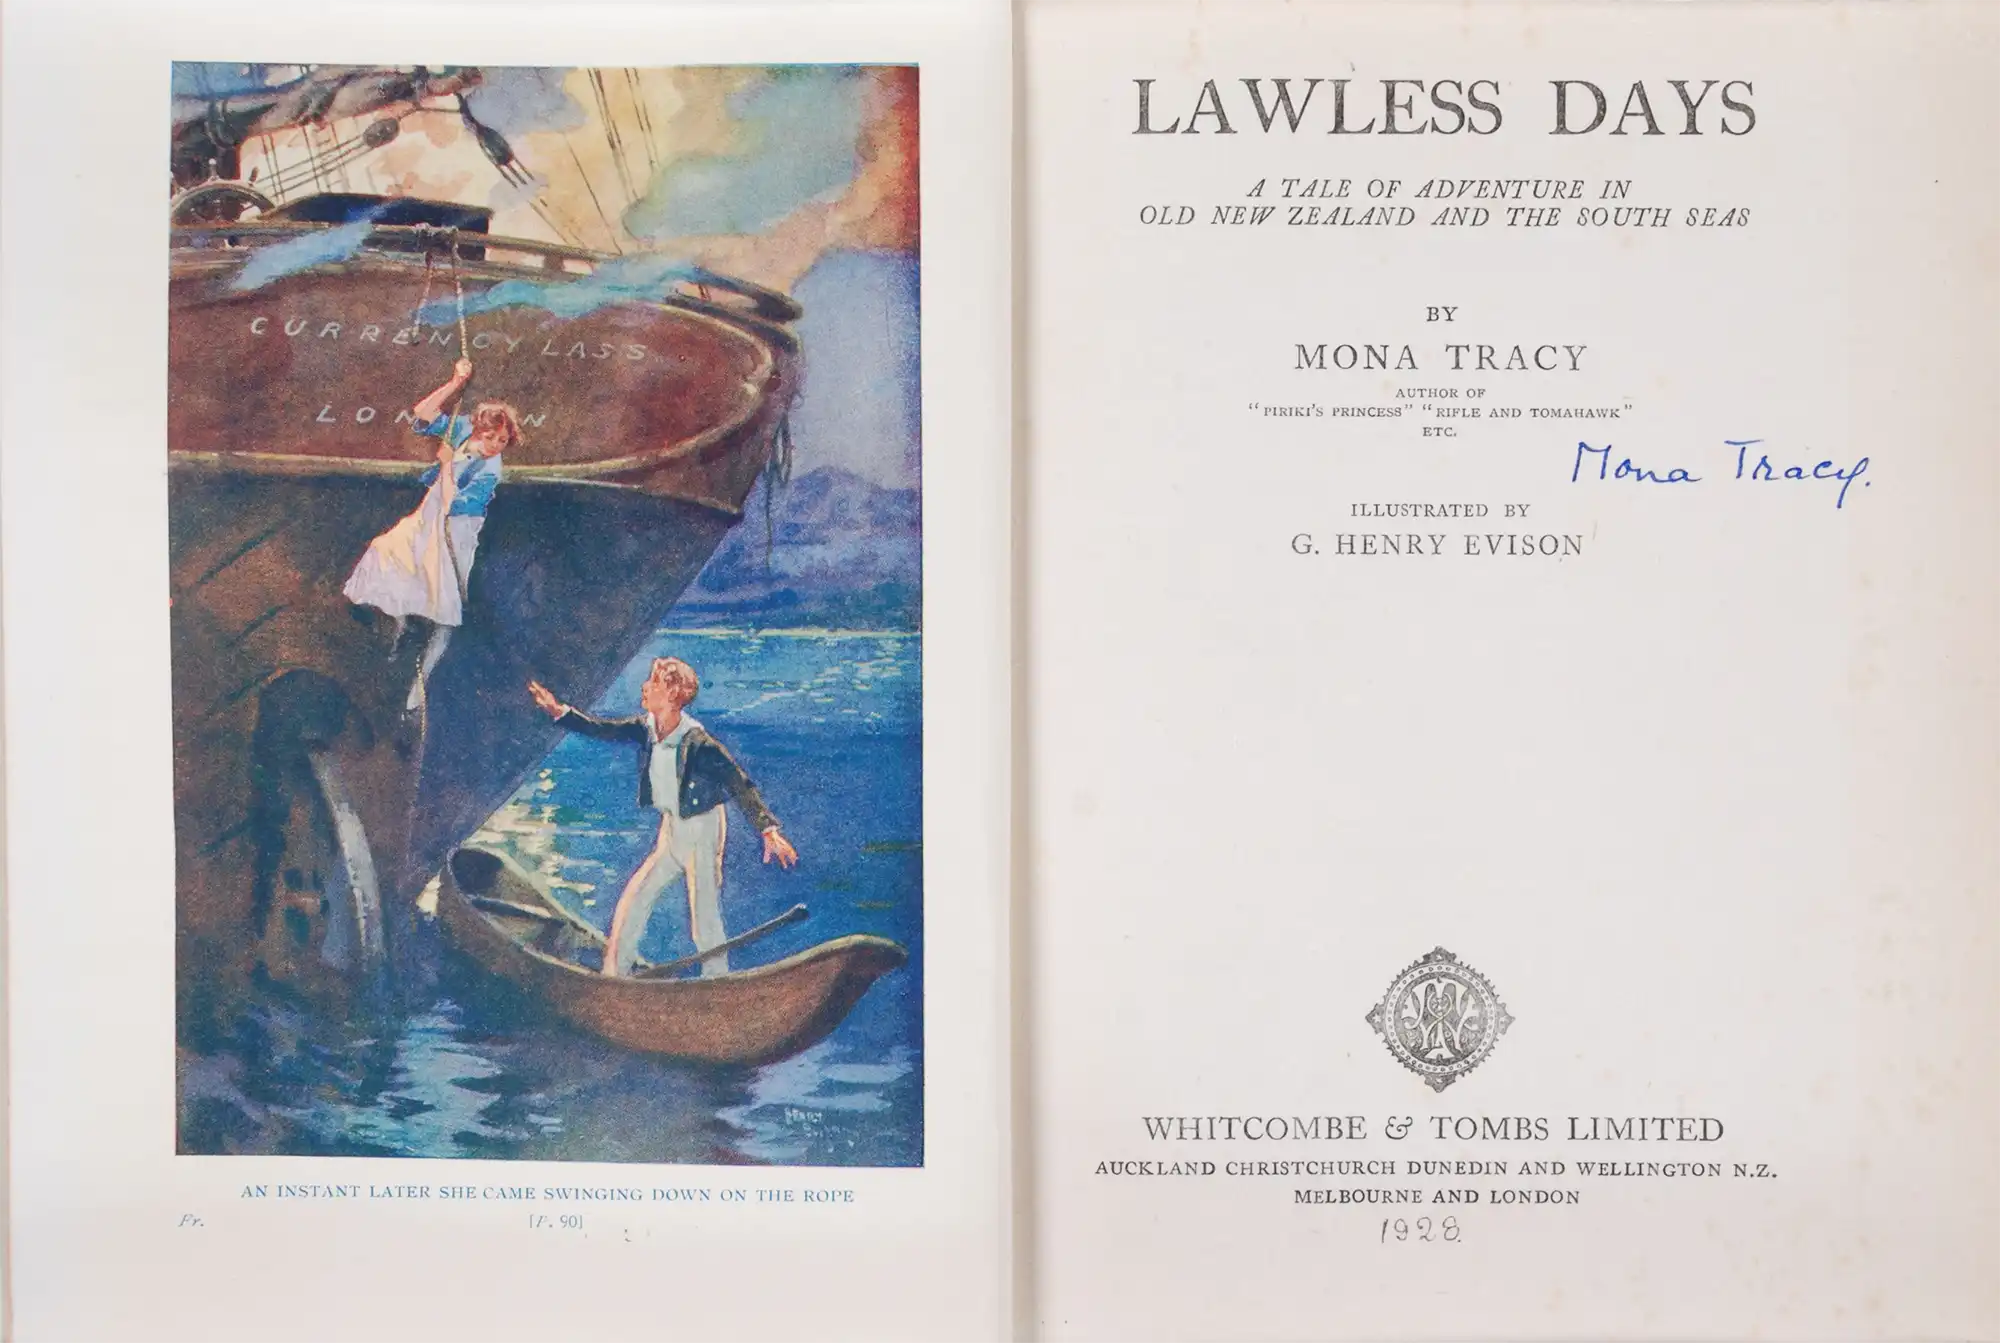 CURRENCY LASS
LONDON
HENRY
AN INSTANT LATER SHE CAME SWINGING DOWN ON THE ROPE
Fr.
[P. 90]
LAWLESS DAYS
A TALE OF ADVENTURE IN
OLD NEW ZEALAND AND THE SOUTH SEAS
BY
MONA TRACY
AUTHOR OF
"PIRIKI'S PRINCESS" "RIFLE AND TOMAHAWK"
ETC.
Mona Tracy.
ILLUSTRATED BY
G. HENRY EVISON
WHITCOMBE & TOMBS LIMITED
AUCKLAND CHRISTCHURCH DUNEDIN AND WELLINGTON N.Z.
MELBOURNE AND LONDON
1928.